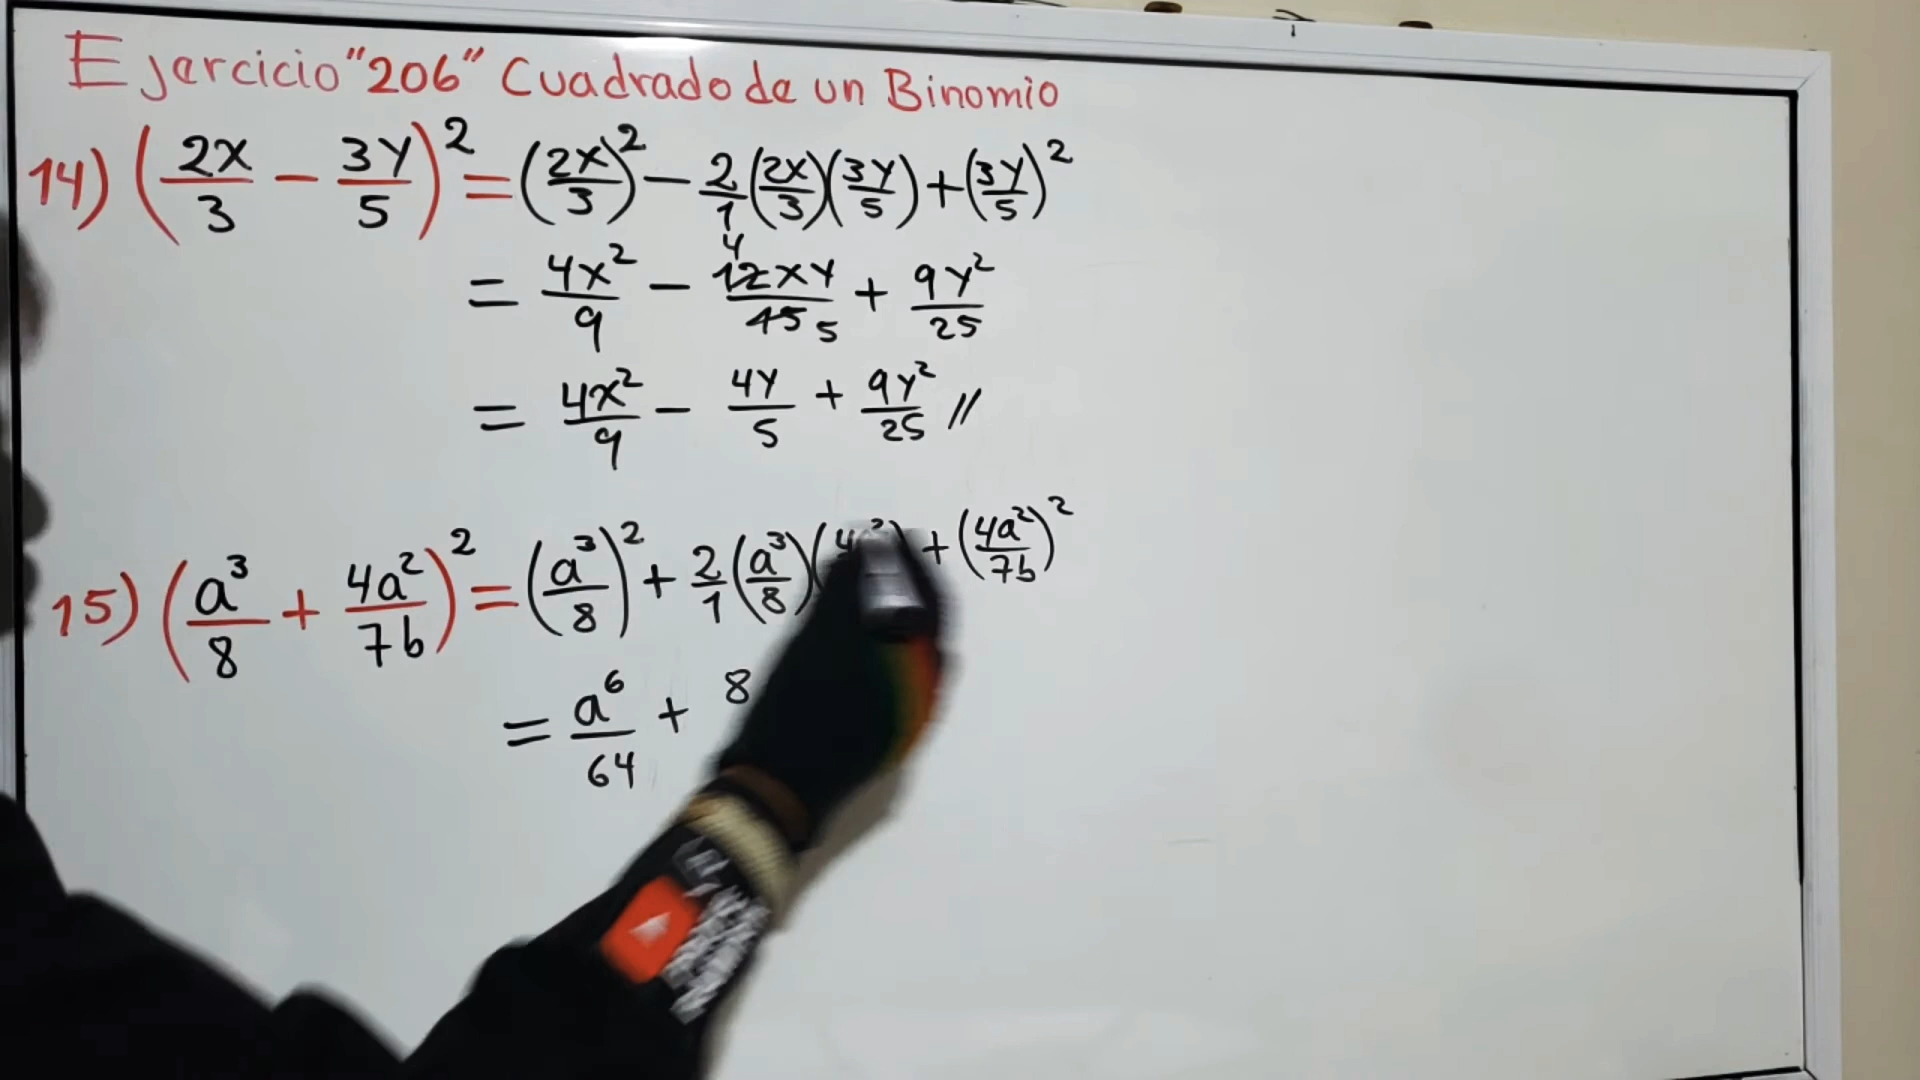 Ejercicio "206" Cuadrado de un Binomio
14) (2x/3 - 3y/5)² = (2x/3)² - 2/1 (2x/3)(3y/5) + (3y/5)²
4
= 4x²/9 - 12xy/45 5 + 9y²/25
= 4x²/9 - 4y/5 + 9y²/25 //
15) (a³/8 + 4a²/7b)² = (a³/8)² + 2/1 (a³/8)( + (4a²/7b)²
= a⁶/64 + 8